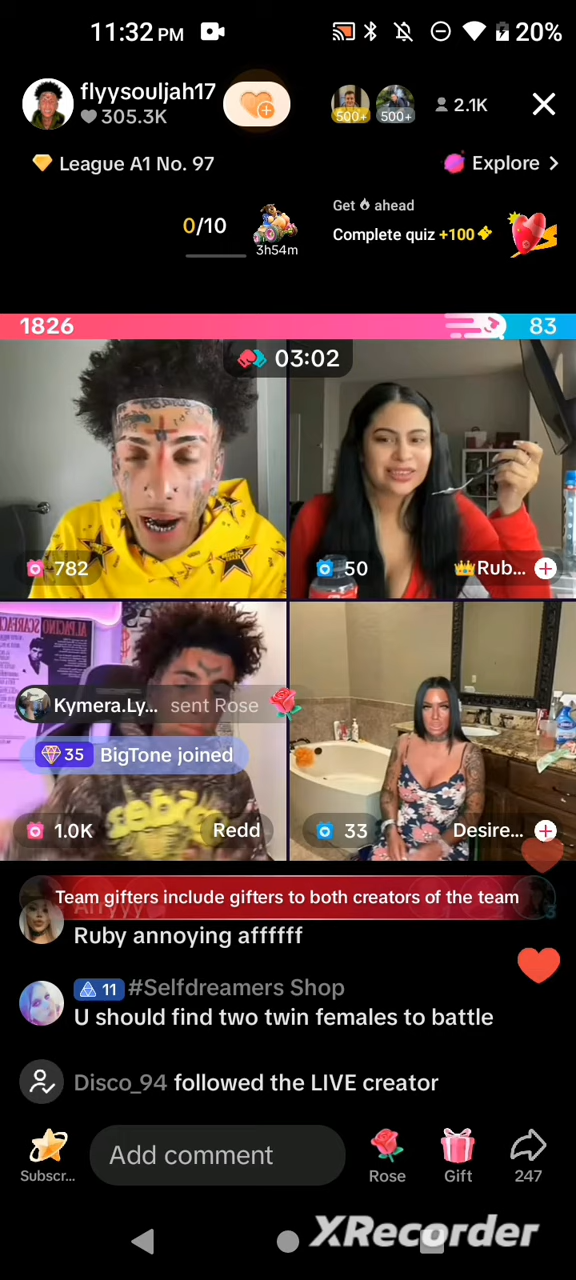 11:32 PM
20%
flyysouljah17
305.3K
500+
500+
2.1K
League A1 No. 97
Explore >
0/10
3h54m
Get ahead
Complete quiz +100
1826
83
03:02
782
50
Rub...
AL PACINO
SCARFACE
Kymera.Ly... sent Rose
35 BigTone joined
1.0K
Redd
33
Desire...
Team gifters include gifters to both creators of the team
Ruby annoying affffff
11 #Selfdreamers Shop
U should find two twin females to battle
Disco_94 followed the LIVE creator
Subscr...
Add comment
Rose
Gift
247
XRecorder